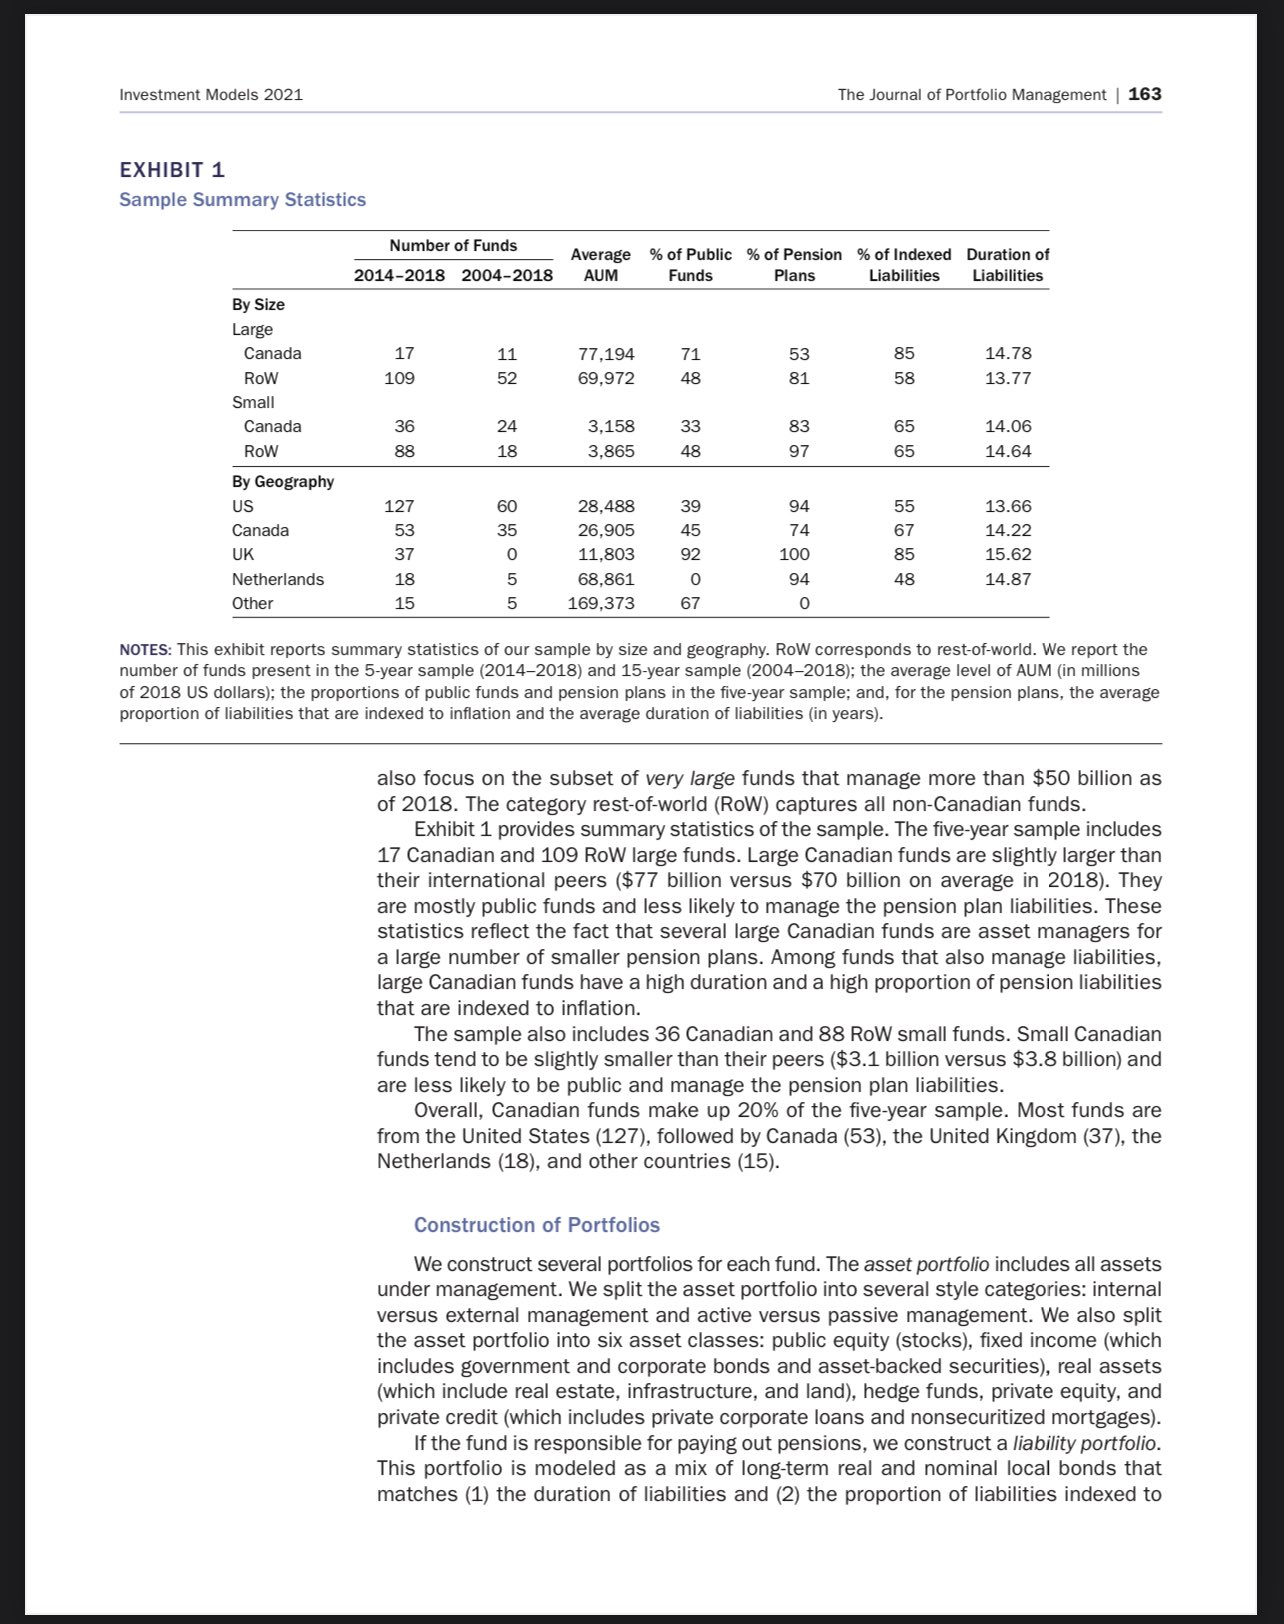 Investment Models 2021
The Journal of Portfolio Management | 163
EXHIBIT 1
Sample Summary Statistics
Number of Funds
Average % of Public % of Pension % of Indexed Duration of
2014–2018 2004–2018 AUM Funds Plans Liabilities Liabilities
By Size
Large
Canada 17 11 77,194 71 53 85 14.78
RoW 109 52 69,972 48 81 58 13.77
Small
Canada 36 24 3,158 33 83 65 14.06
RoW 88 18 3,865 48 97 65 14.64
By Geography
US 127 60 28,488 39 94 55 13.66
Canada 53 35 26,905 45 74 67 14.22
UK 37 0 11,803 92 100 85 15.62
Netherlands 18 5 68,861 0 94 48 14.87
Other 15 5 169,373 67 0
NOTES: This exhibit reports summary statistics of our sample by size and geography. RoW corresponds to rest-of-world. We report the
number of funds present in the 5-year sample (2014–2018) and 15-year sample (2004–2018); the average level of AUM (in millions
of 2018 US dollars); the proportions of public funds and pension plans in the five-year sample; and, for the pension plans, the average
proportion of liabilities that are indexed to inflation and the average duration of liabilities (in years).
also focus on the subset of very large funds that manage more than $50 billion as
of 2018. The category rest-of-world (RoW) captures all non-Canadian funds.
Exhibit 1 provides summary statistics of the sample. The five-year sample includes
17 Canadian and 109 RoW large funds. Large Canadian funds are slightly larger than
their international peers ($77 billion versus $70 billion on average in 2018). They
are mostly public funds and less likely to manage the pension plan liabilities. These
statistics reflect the fact that several large Canadian funds are asset managers for
a large number of smaller pension plans. Among funds that also manage liabilities,
large Canadian funds have a high duration and a high proportion of pension liabilities
that are indexed to inflation.
The sample also includes 36 Canadian and 88 RoW small funds. Small Canadian
funds tend to be slightly smaller than their peers ($3.1 billion versus $3.8 billion) and
are less likely to be public and manage the pension plan liabilities.
Overall, Canadian funds make up 20% of the five-year sample. Most funds are
from the United States (127), followed by Canada (53), the United Kingdom (37), the
Netherlands (18), and other countries (15).
Construction of Portfolios
We construct several portfolios for each fund. The asset portfolio includes all assets
under management. We split the asset portfolio into several style categories: internal
versus external management and active versus passive management. We also split
the asset portfolio into six asset classes: public equity (stocks), fixed income (which
includes government and corporate bonds and asset-backed securities), real assets
(which include real estate, infrastructure, and land), hedge funds, private equity, and
private credit (which includes private corporate loans and nonsecuritized mortgages).
If the fund is responsible for paying out pensions, we construct a liability portfolio.
This portfolio is modeled as a mix of long-term real and nominal local bonds that
matches (1) the duration of liabilities and (2) the proportion of liabilities indexed to